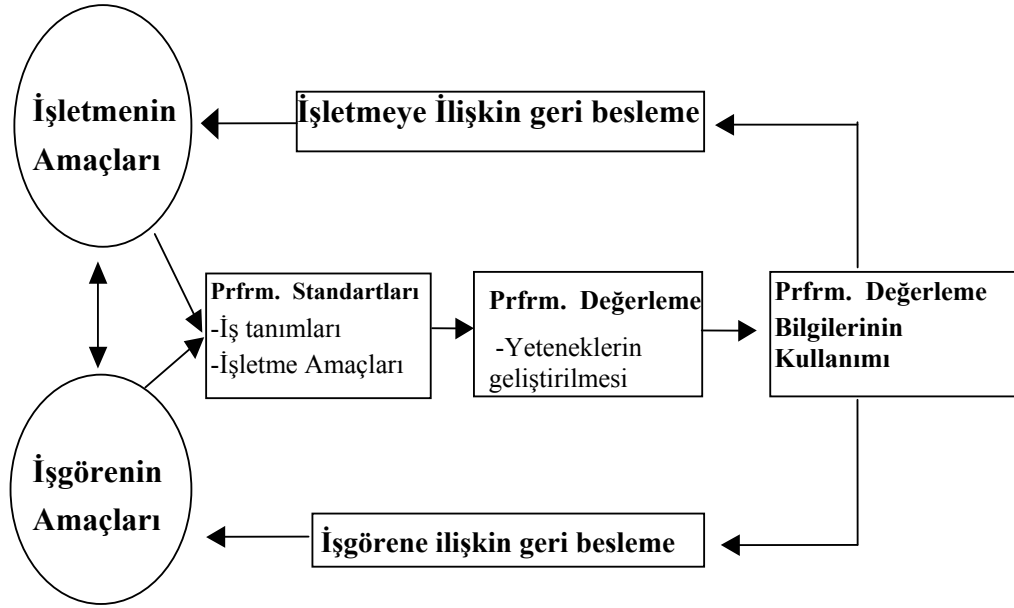 İşletmenin
Amaçları
İşletmeye İlişkin geri besleme
Prfrm. Standartları
-İş tanımları
-İşletme Amaçları
Prfrm. Değerleme
-Yeteneklerin
geliştirilmesi
Prfrm. Değerleme
Bilgilerinin
Kullanımı
İşgörenin
Amaçları
İşgörene ilişkin geri besleme